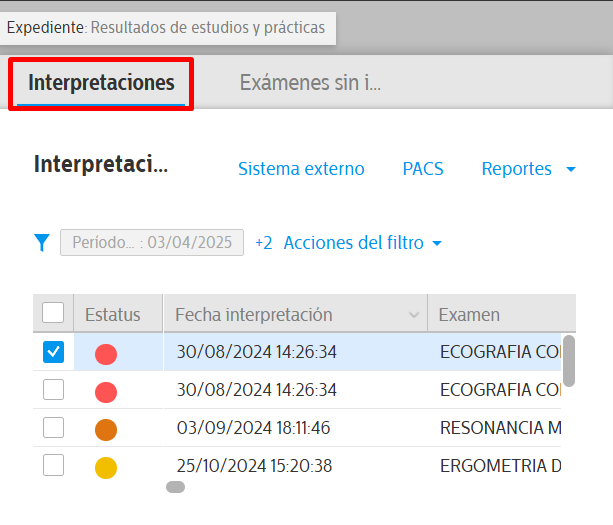 Expediente: Resultados de estudios y prácticas
Interpretaciones Exámenes sin i...
Interpretaci... Sistema externo PACS Reportes
Período... : 03/04/2025 +2 Acciones del filtro
Estatus Fecha interpretación Examen
30/08/2024 14:26:34 ECOGRAFIA CO
30/08/2024 14:26:34 ECOGRAFIA CO
03/09/2024 18:11:46 RESONANCIA M
25/10/2024 15:20:38 ERGOMETRIA D